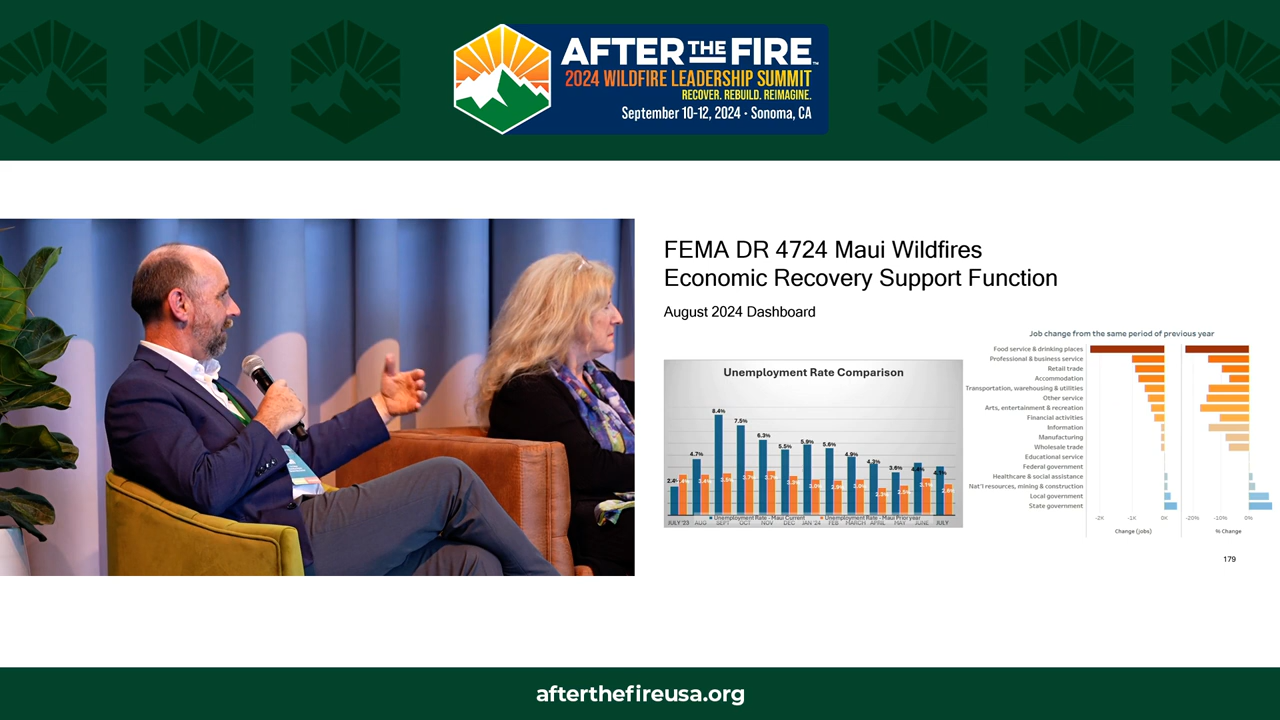 AFTER THE FIRE™
2024 WILDFIRE LEADERSHIP SUMMIT
RECOVER. REBUILD. REIMAGINE.
September 10-12, 2024 • Sonoma, CA
FEMA DR 4724 Maui Wildfires
Economic Recovery Support Function
August 2024 Dashboard
Unemployment Rate Comparison
8.4%
7.5%
6.3%
5.9%
5.6%
5.5%
4.9%
4.7%
4.3%
3.6%
Unemployment Rate - Maui Current
Unemployment Rate - Maui Prior year
JULY '23 AUG SEPT OCT NOV DEC JAN '24 FEB MARCH APRIL MAY JUNE JULY
Job change from the same period of previous year
Food service & drinking places
Professional & business service
Retail trade
Accommodation
Transportation, warehousing & utilities
Other service
Arts, entertainment & recreation
Financial activities
Information
Manufacturing
Wholesale trade
Educational service
Federal government
Healthcare & social assistance
Nat'l resources, mining & construction
Local government
State government
-2K -1K 0K -20% -10% 0%
Change (jobs) % Change
179
afterthefireusa.org